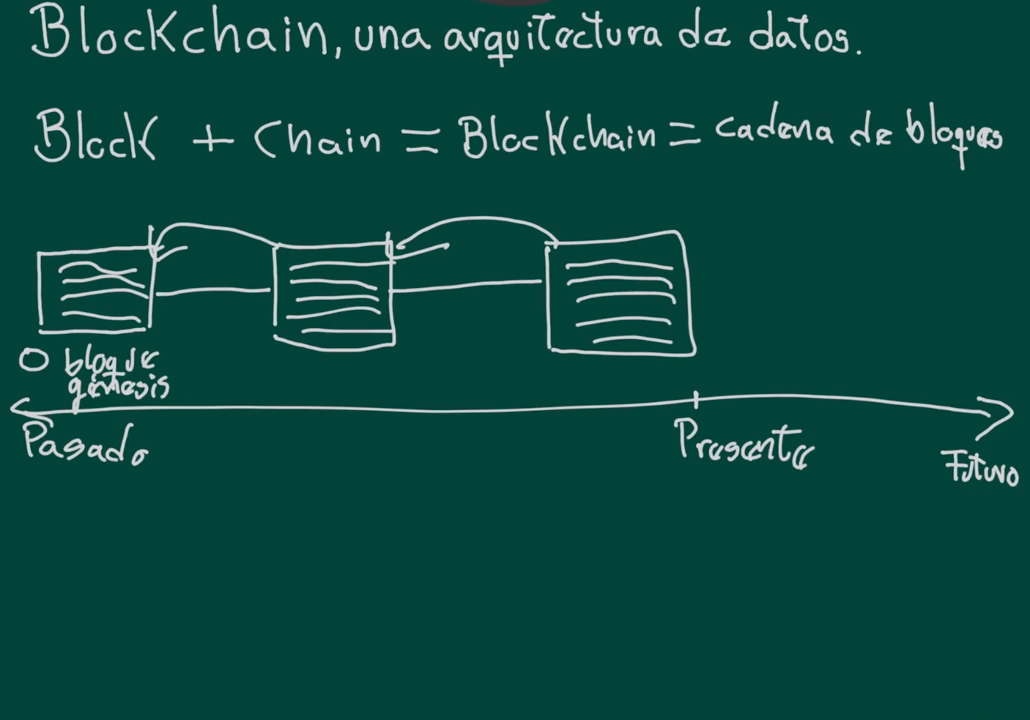 Blockchain, una arquitectura de datos.
Block + Chain = Blockchain = cadena de bloques
0 bloque
génesis
Pasado
Presente
Futuro